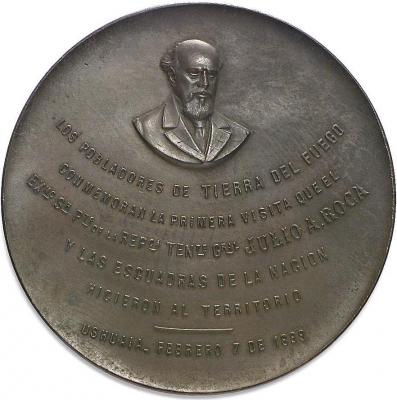 LOS POBLADORES DE TIERRA DEL FUEGO
CONMEMORAN LA PRIMERA VISITA QUE EL
EXMO SR. PTE. DE LA REPCA. TENTE. GRAL. JULIO A. ROCA
Y LAS ESCUADRAS DE LA NACION
HICIERON AL TERRITORIO
USHUAIA. FEBRERO 7 DE 1899